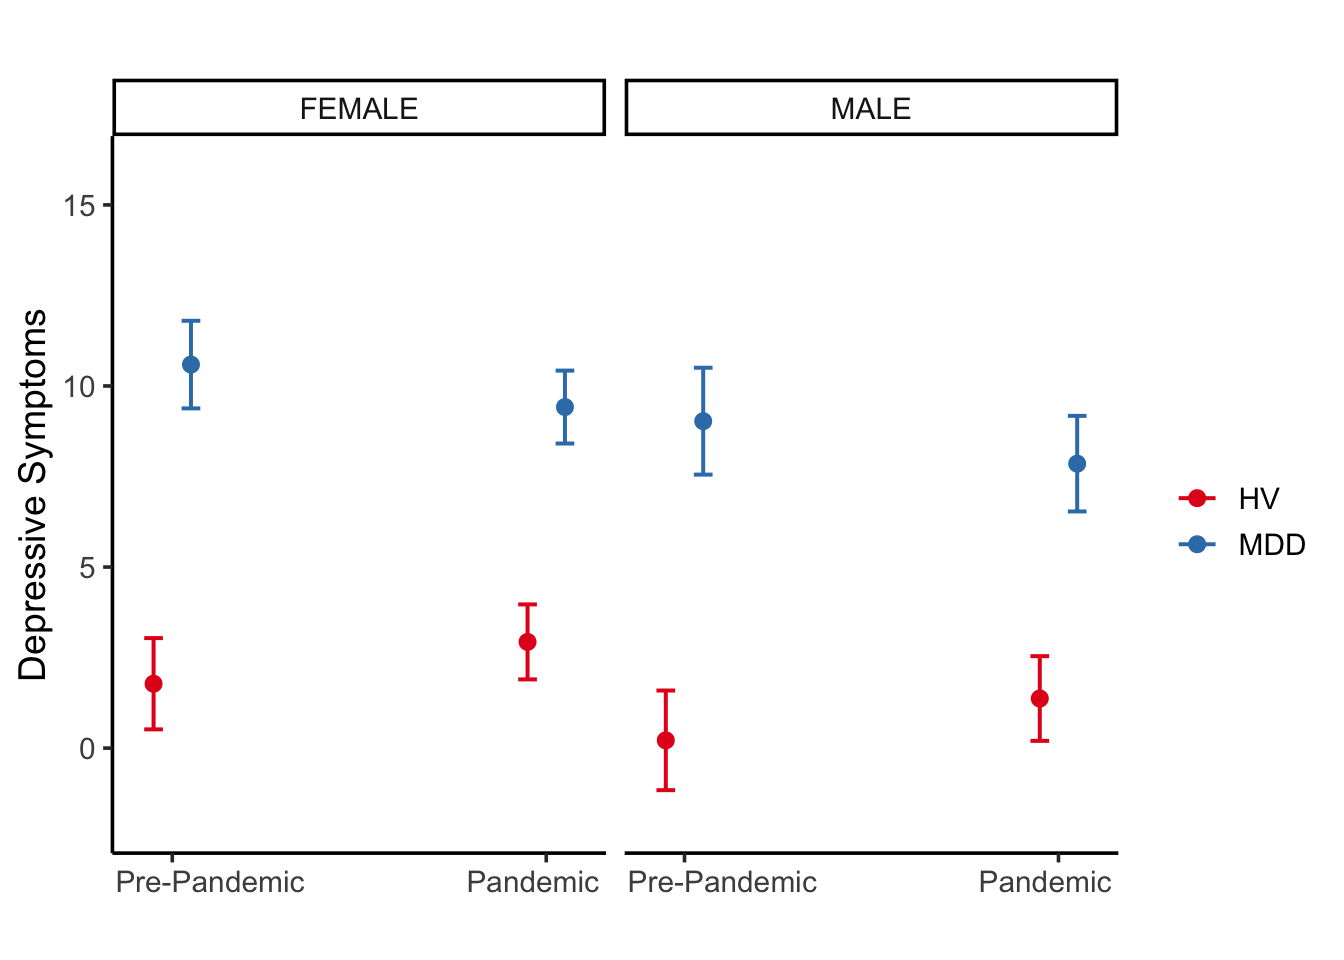 FEMALE
MALE
Depressive Symptoms
15
10
5
0
Pre-Pandemic
Pandemic
Pre-Pandemic
Pandemic
HV
MDD